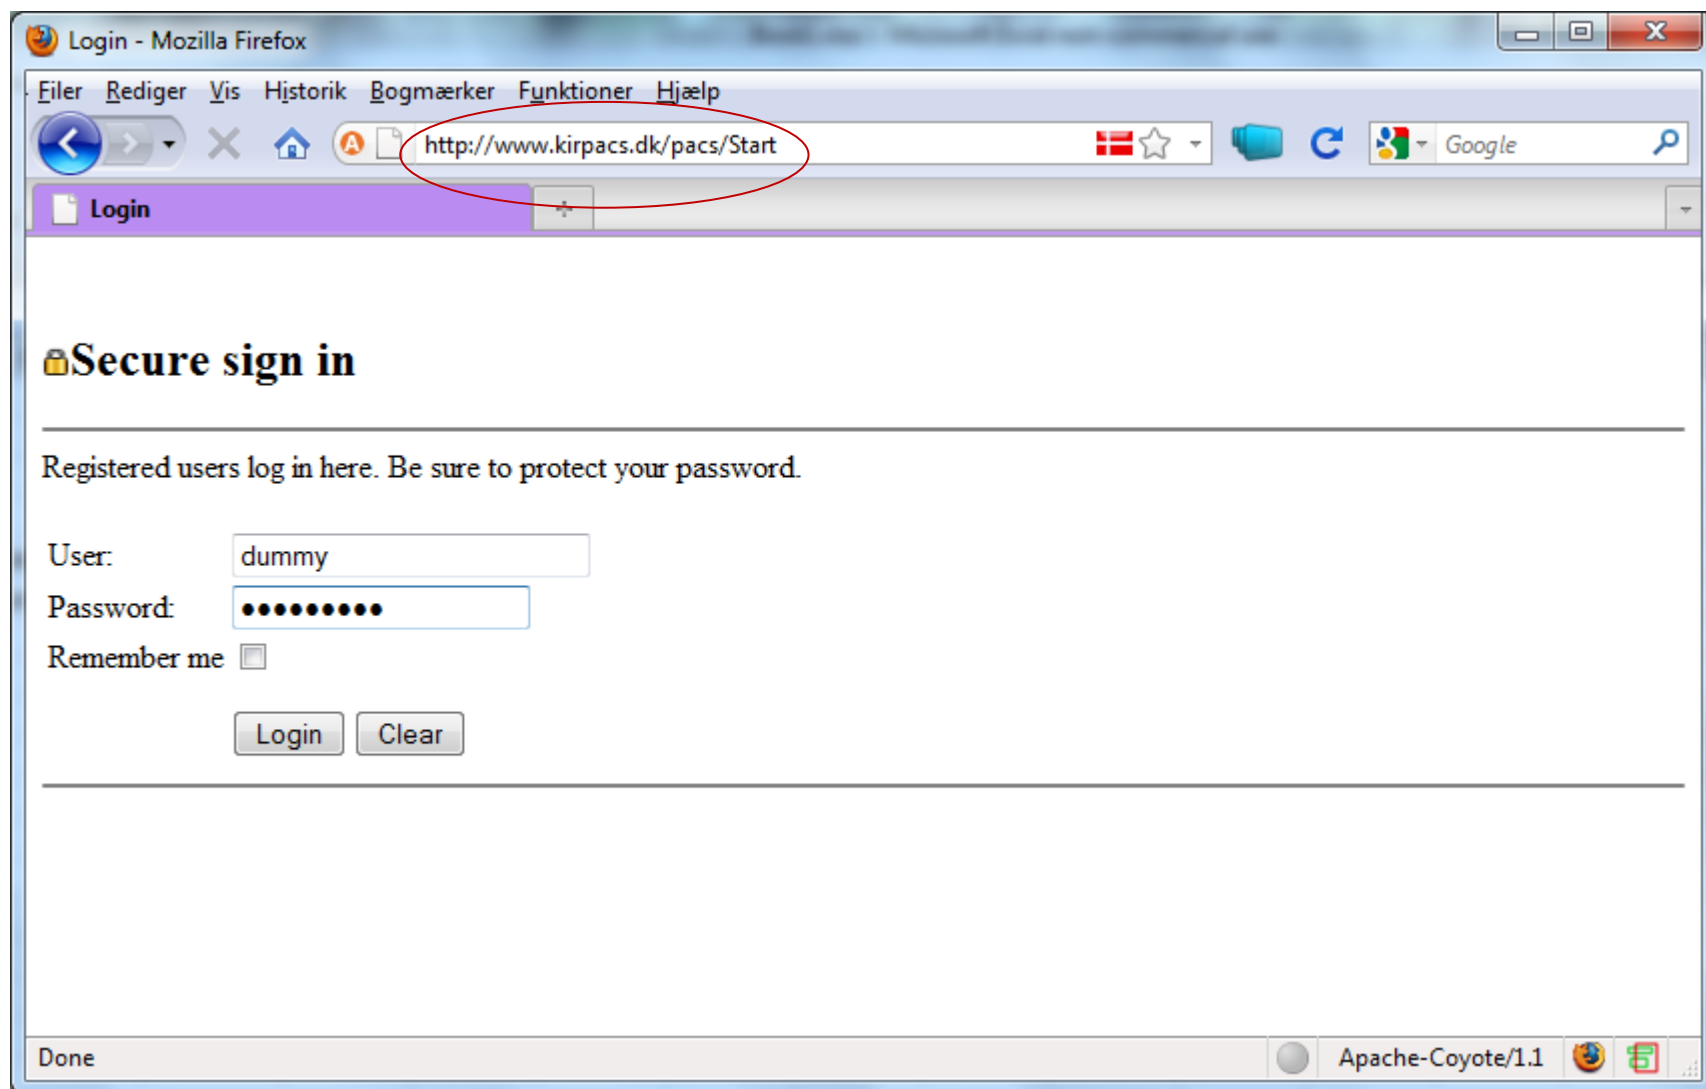 Login - Mozilla Firefox
Filer Rediger Vis Historik Bogmærker Funktioner Hjælp
http://www.kirpacs.dk/pacs/Start Google
Login
Secure sign in
Registered users log in here. Be sure to protect your password.
User: dummy
Password: •••••••••
Remember me
Login Clear
Done Apache-Coyote/1.1